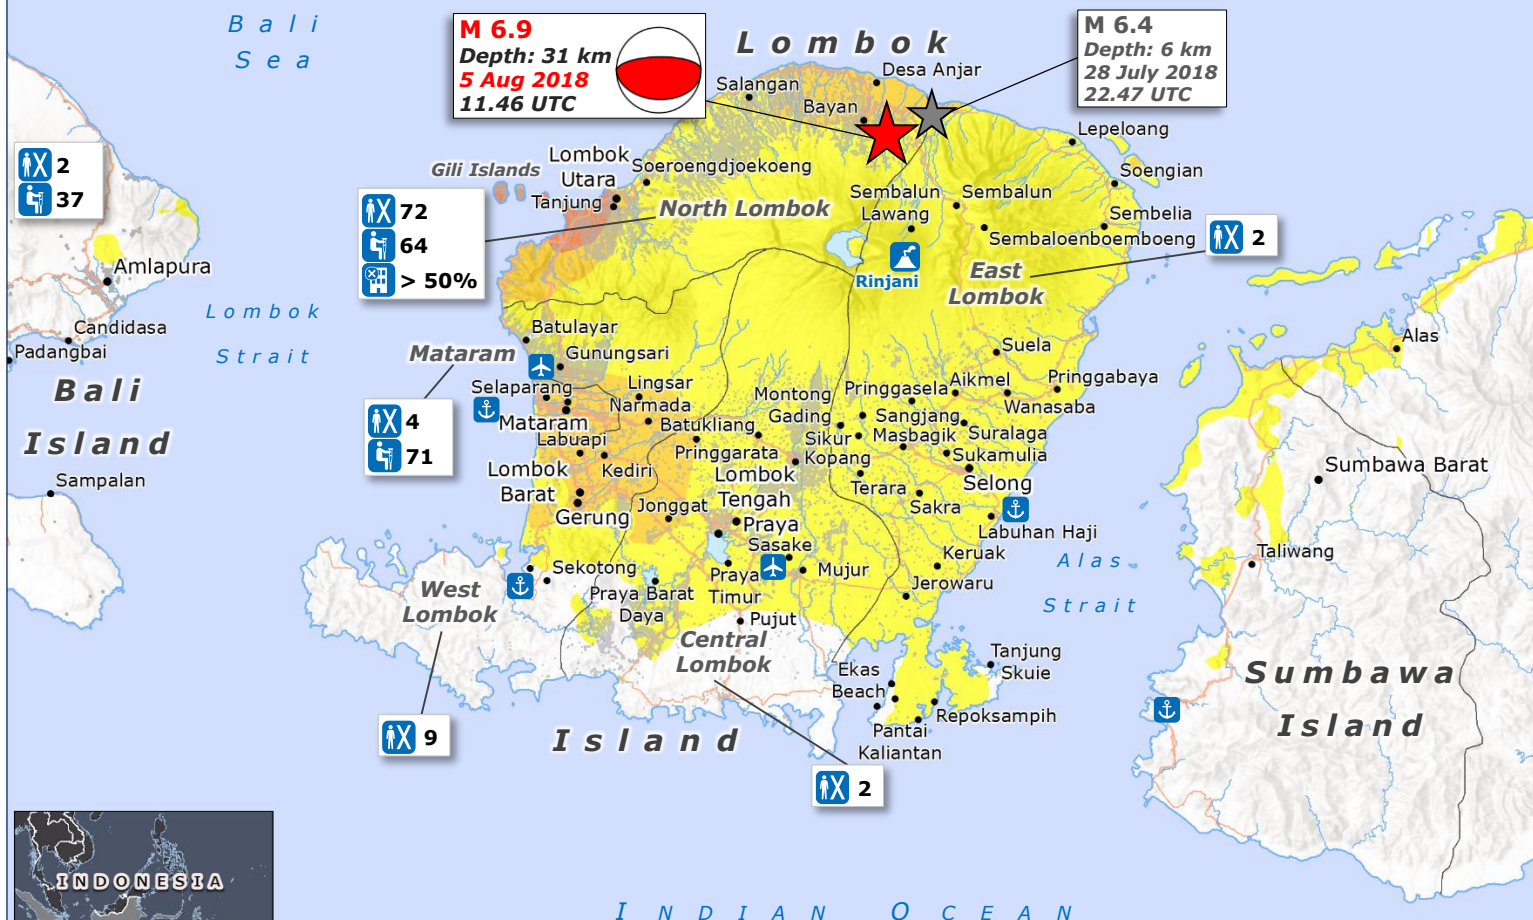 Bali
Sea
M 6.9
Depth: 31 km
5 Aug 2018
11.46 UTC
Lombok
M 6.4
Depth: 6 km
28 July 2018
22.47 UTC
Desa Anjar
Salangan
Bayan
Lepeloang
2
37
Gili Islands
Lombok
Utara
Soeroengdjoekoeng
Tanjung
Soengian
72
64
> 50%
North Lombok
Sembalun
Lawang
Sembalun
Sembelia
Sembaloenboemboeng
2
Rinjani
East
Lombok
Amlapura
Candidasa
Padangbai
Lombok
Strait
Bali
Island
Sampalan
Batulayar
Mataram
Gunungsari
Selaparang
Lingsar
Narmada
Mataram
Labuapi
4
71
Batukliang
Pringgarata
Kediri
Lombok
Barat
Gerung
Jonggat
Lombok
Tengah
Praya
Montong
Gading
Sikur
Kopang
Pringgasela
Aikmel
Suela
Pringgabaya
Wanasaba
Sangjang
Masbagik
Suralaga
Sukamulia
Selong
Terara
Sakra
Labuhan Haji
Keruak
Jerowaru
Sasake
Mujur
Praya
Timur
Praya Barat
Daya
Pujut
Sekotong
West
Lombok
9
Central
Lombok
2
Island
Ekas
Beach
Tanjung
Skuie
Repoksampih
Pantai
Kaliantan
Alas
Strait
Alas
Sumbawa Barat
Taliwang
Sumbawa
Island
INDONESIA
INDIAN OCEAN